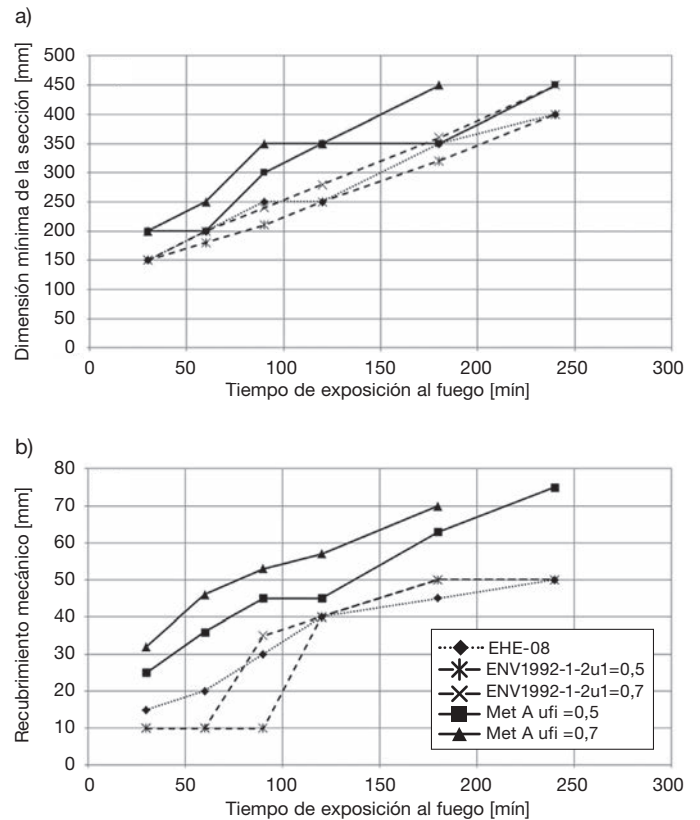 a)
Dimensión mínima de la sección [mm]
500
450
400
350
300
250
200
150
100
50
0
0 50 100 150 200 250 300
Tiempo de exposición al fuego [mín]
b)
Recubrimiento mecánico [mm]
80
70
60
50
40
30
20
10
0
EHE-08
ENV1992-1-2u1=0,5
ENV1992-1-2u1=0,7
Met A ufi =0,5
Met A ufi =0,7
0 50 100 150 200 250 300
Tiempo de exposición al fuego [mín]